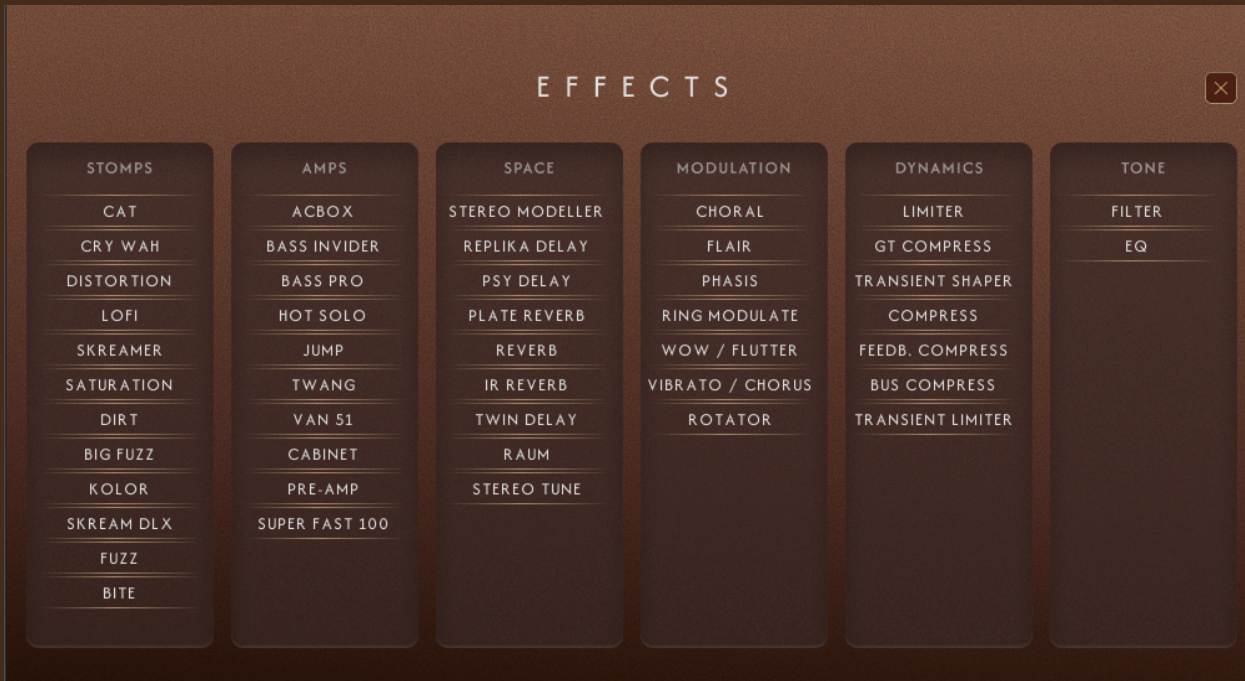 EFFECTS
STOMPS
CAT
CRY WAH
DISTORTION
LOFI
SKREAMER
SATURATION
DIRT
BIG FUZZ
KOLOR
SKREAM DLX
FUZZ
BITE
AMPS
ACBOX
BASS INVIDER
BASS PRO
HOT SOLO
JUMP
TWANG
VAN 51
CABINET
PRE-AMP
SUPER FAST 100
SPACE
STEREO MODELLER
REPLIKA DELAY
PSY DELAY
PLATE REVERB
REVERB
IR REVERB
TWIN DELAY
RAUM
STEREO TUNE
MODULATION
CHORAL
FLAIR
PHASIS
RING MODULATE
WOW / FLUTTER
VIBRATO / CHORUS
ROTATOR
DYNAMICS
LIMITER
GT COMPRESS
TRANSIENT SHAPER
COMPRESS
FEEDB. COMPRESS
BUS COMPRESS
TRANSIENT LIMITER
TONE
FILTER
EQ